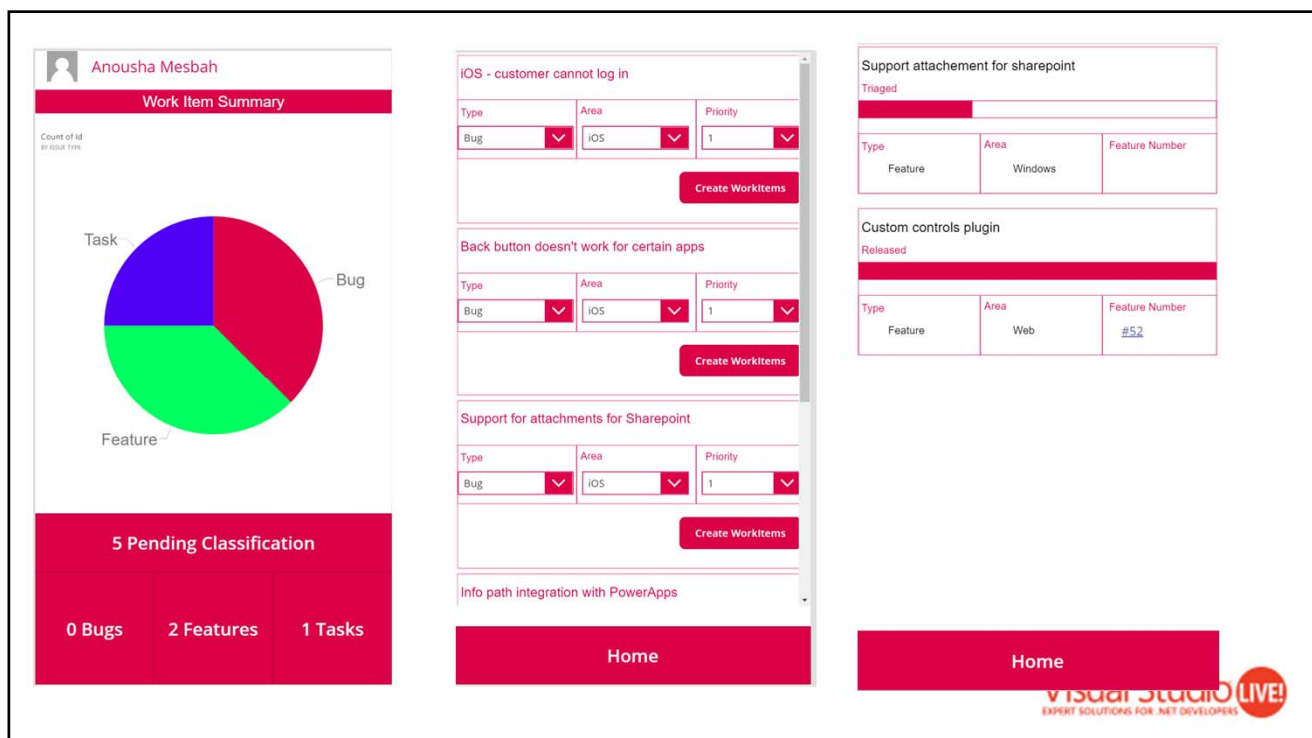 Anousha Mesbah
Work Item Summary
Count of Id
BY ISSUE TYPE
Task
Bug
Feature
5 Pending Classification
0 Bugs
2 Features
1 Tasks
iOS - customer cannot log in
Type
Area
Priority
Bug
iOS
1
Create WorkItems
Back button doesn't work for certain apps
Type
Area
Priority
Bug
iOS
1
Create WorkItems
Support for attachments for Sharepoint
Type
Area
Priority
Bug
iOS
1
Create WorkItems
Info path integration with PowerApps
Home
Support attachement for sharepoint
Triaged
Type
Area
Feature Number
Feature
Windows
Custom controls plugin
Released
Type
Area
Feature Number
Feature
Web
#52
Home
Visual Studio LIVE!
EXPERT SOLUTIONS FOR .NET DEVELOPERS